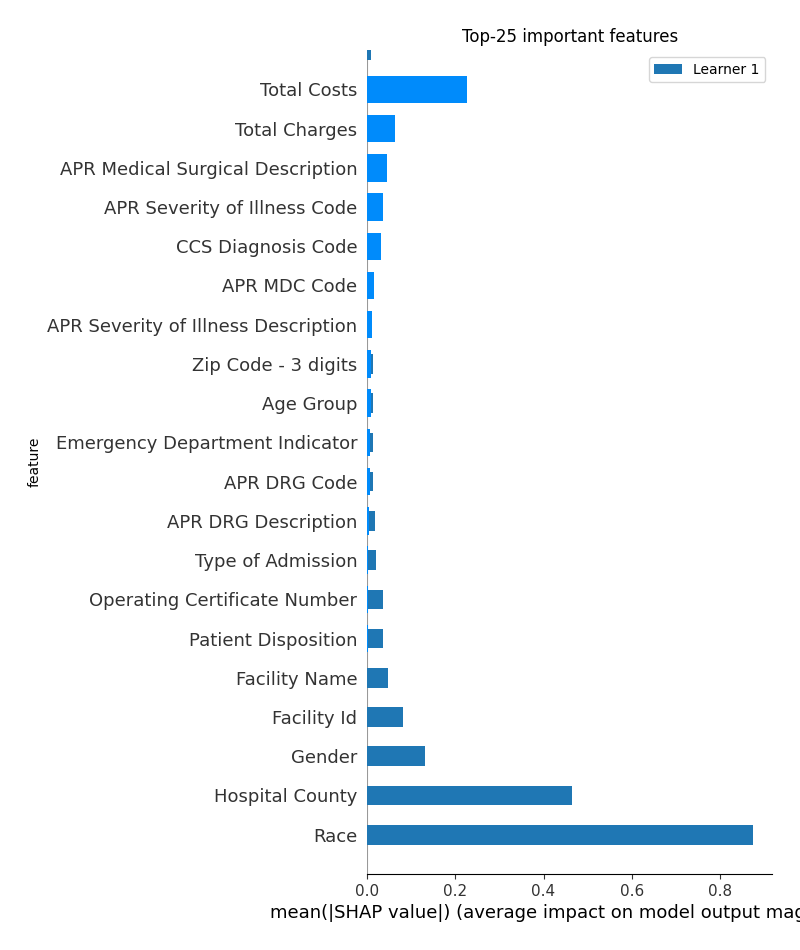 Top-25 important features
Learner 1
Total Costs
Total Charges
APR Medical Surgical Description
APR Severity of Illness Code
CCS Diagnosis Code
APR MDC Code
APR Severity of Illness Description
Zip Code - 3 digits
Age Group
Emergency Department Indicator
APR DRG Code
APR DRG Description
Type of Admission
Operating Certificate Number
Patient Disposition
Facility Name
Facility Id
Gender
Hospital County
Race
feature
0.0 0.2 0.4 0.6 0.8
mean(|SHAP value|) (average impact on model output mag